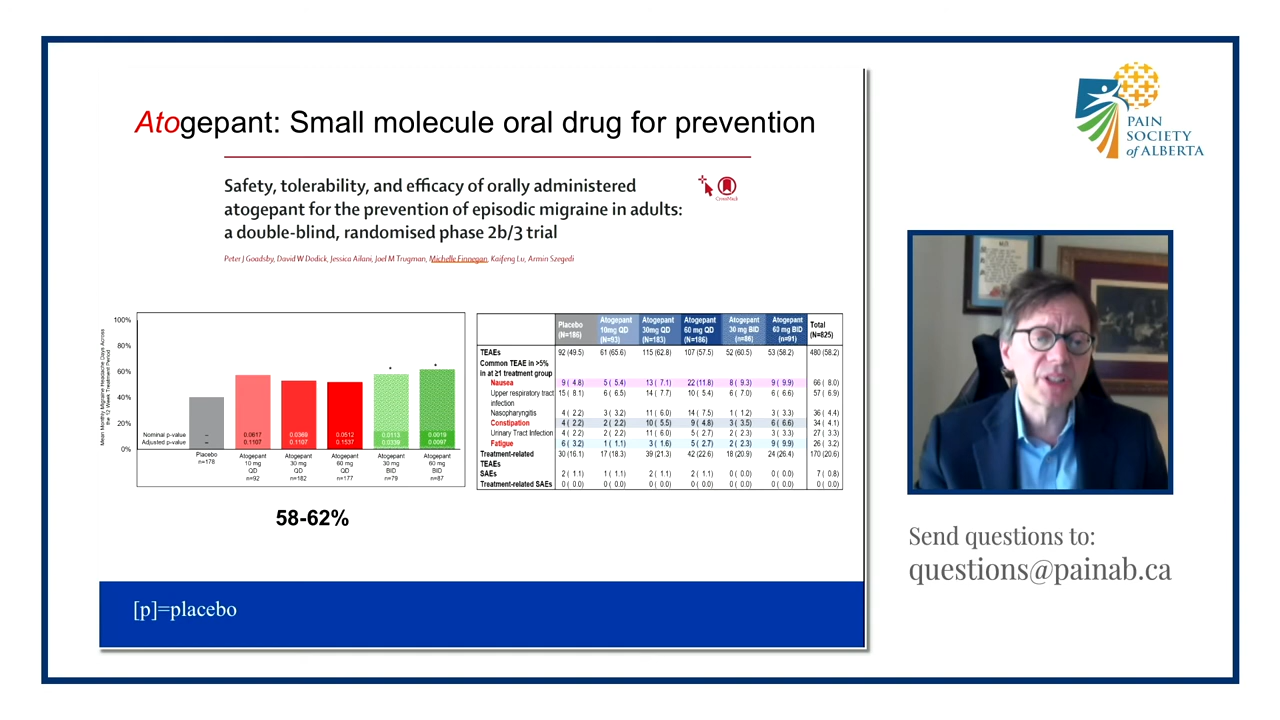 Atogepant: Small molecule oral drug for prevention
Safety, tolerability, and efficacy of orally administered
atogepant for the prevention of episodic migraine in adults:
a double-blind, randomised phase 2b/3 trial
CrossMark
Peter J Goadsby, David W Dodick, Jessica Ailani, Joel M Trugman, Michelle Finnegan, Kaifeng Lu, Armin Szegedi
Mean Monthly Migraine Headache Days Across
the 12 Week Treatment Period
100%
80%
60%
40%
20%
0%
* *
Nominal p-value – 0.0617 0.0369 0.0512 0.0113 0.0019
Adjusted p-value – 0.1107 0.1107 0.1537 0.0339 0.0097
Placebo n=178
Atogepant 10 mg QD n=92
Atogepant 30 mg QD n=182
Atogepant 60 mg QD n=177
Atogepant 30 mg BID n=79
Atogepant 60 mg BID n=87
58-62%
Placebo (N=186) Atogepant 10mg QD (N=93) Atogepant 30mg QD (N=183) Atogepant 60 mg QD (N=186) Atogepant 30 mg BID (n=86) Atogepant 60 mg BID (n=91) Total (N=825)
TEAEs 92 (49.5) 61 (65.6) 115 (62.8) 107 (57.5) 52 (60.5) 53 (58.2) 480 (58.2)
Common TEAE in >5%
in at ≥1 treatment group
Nausea 9 ( 4.8) 5 ( 5.4) 13 ( 7.1) 22 (11.8) 8 ( 9.3) 9 ( 9.9) 66 ( 8.0)
Upper respiratory tract 15 ( 8.1) 6 ( 6.5) 14 ( 7.7) 10 ( 5.4) 6 ( 7.0) 6 ( 6.6) 57 ( 6.9)
infection
Nasopharyngitis 4 ( 2.2) 3 ( 3.2) 11 ( 6.0) 14 ( 7.5) 1 ( 1.2) 3 ( 3.3) 36 ( 4.4)
Constipation 4 ( 2.2) 2 ( 2.2) 10 ( 5.5) 9 ( 4.8) 3 ( 3.5) 6 ( 6.6) 34 ( 4.1)
Urinary Tract Infection 4 ( 2.2) 2 ( 2.2) 11 ( 6.0) 5 ( 2.7) 2 ( 2.3) 3 ( 3.3) 27 ( 3.3)
Fatigue 6 ( 3.2) 1 ( 1.1) 3 ( 1.6) 5 ( 2.7) 2 ( 2.3) 9 ( 9.9) 26 ( 3.2)
Treatment-related 30 (16.1) 17 (18.3) 39 (21.3) 42 (22.6) 18 (20.9) 24 (26.4) 170 (20.6)
TEAEs
SAEs 2 ( 1.1) 1 ( 1.1) 2 ( 1.1) 2 ( 1.1) 0 ( 0.0) 0 ( 0.0) 7 ( 0.8)
Treatment-related SAEs 0 ( 0.0) 0 ( 0.0) 0 ( 0.0) 0 ( 0.0) 0 ( 0.0) 0 ( 0.0) 0 ( 0.0)
[p]=placebo
PAIN
SOCIETY
of ALBERTA
Send questions to:
questions@painab.ca